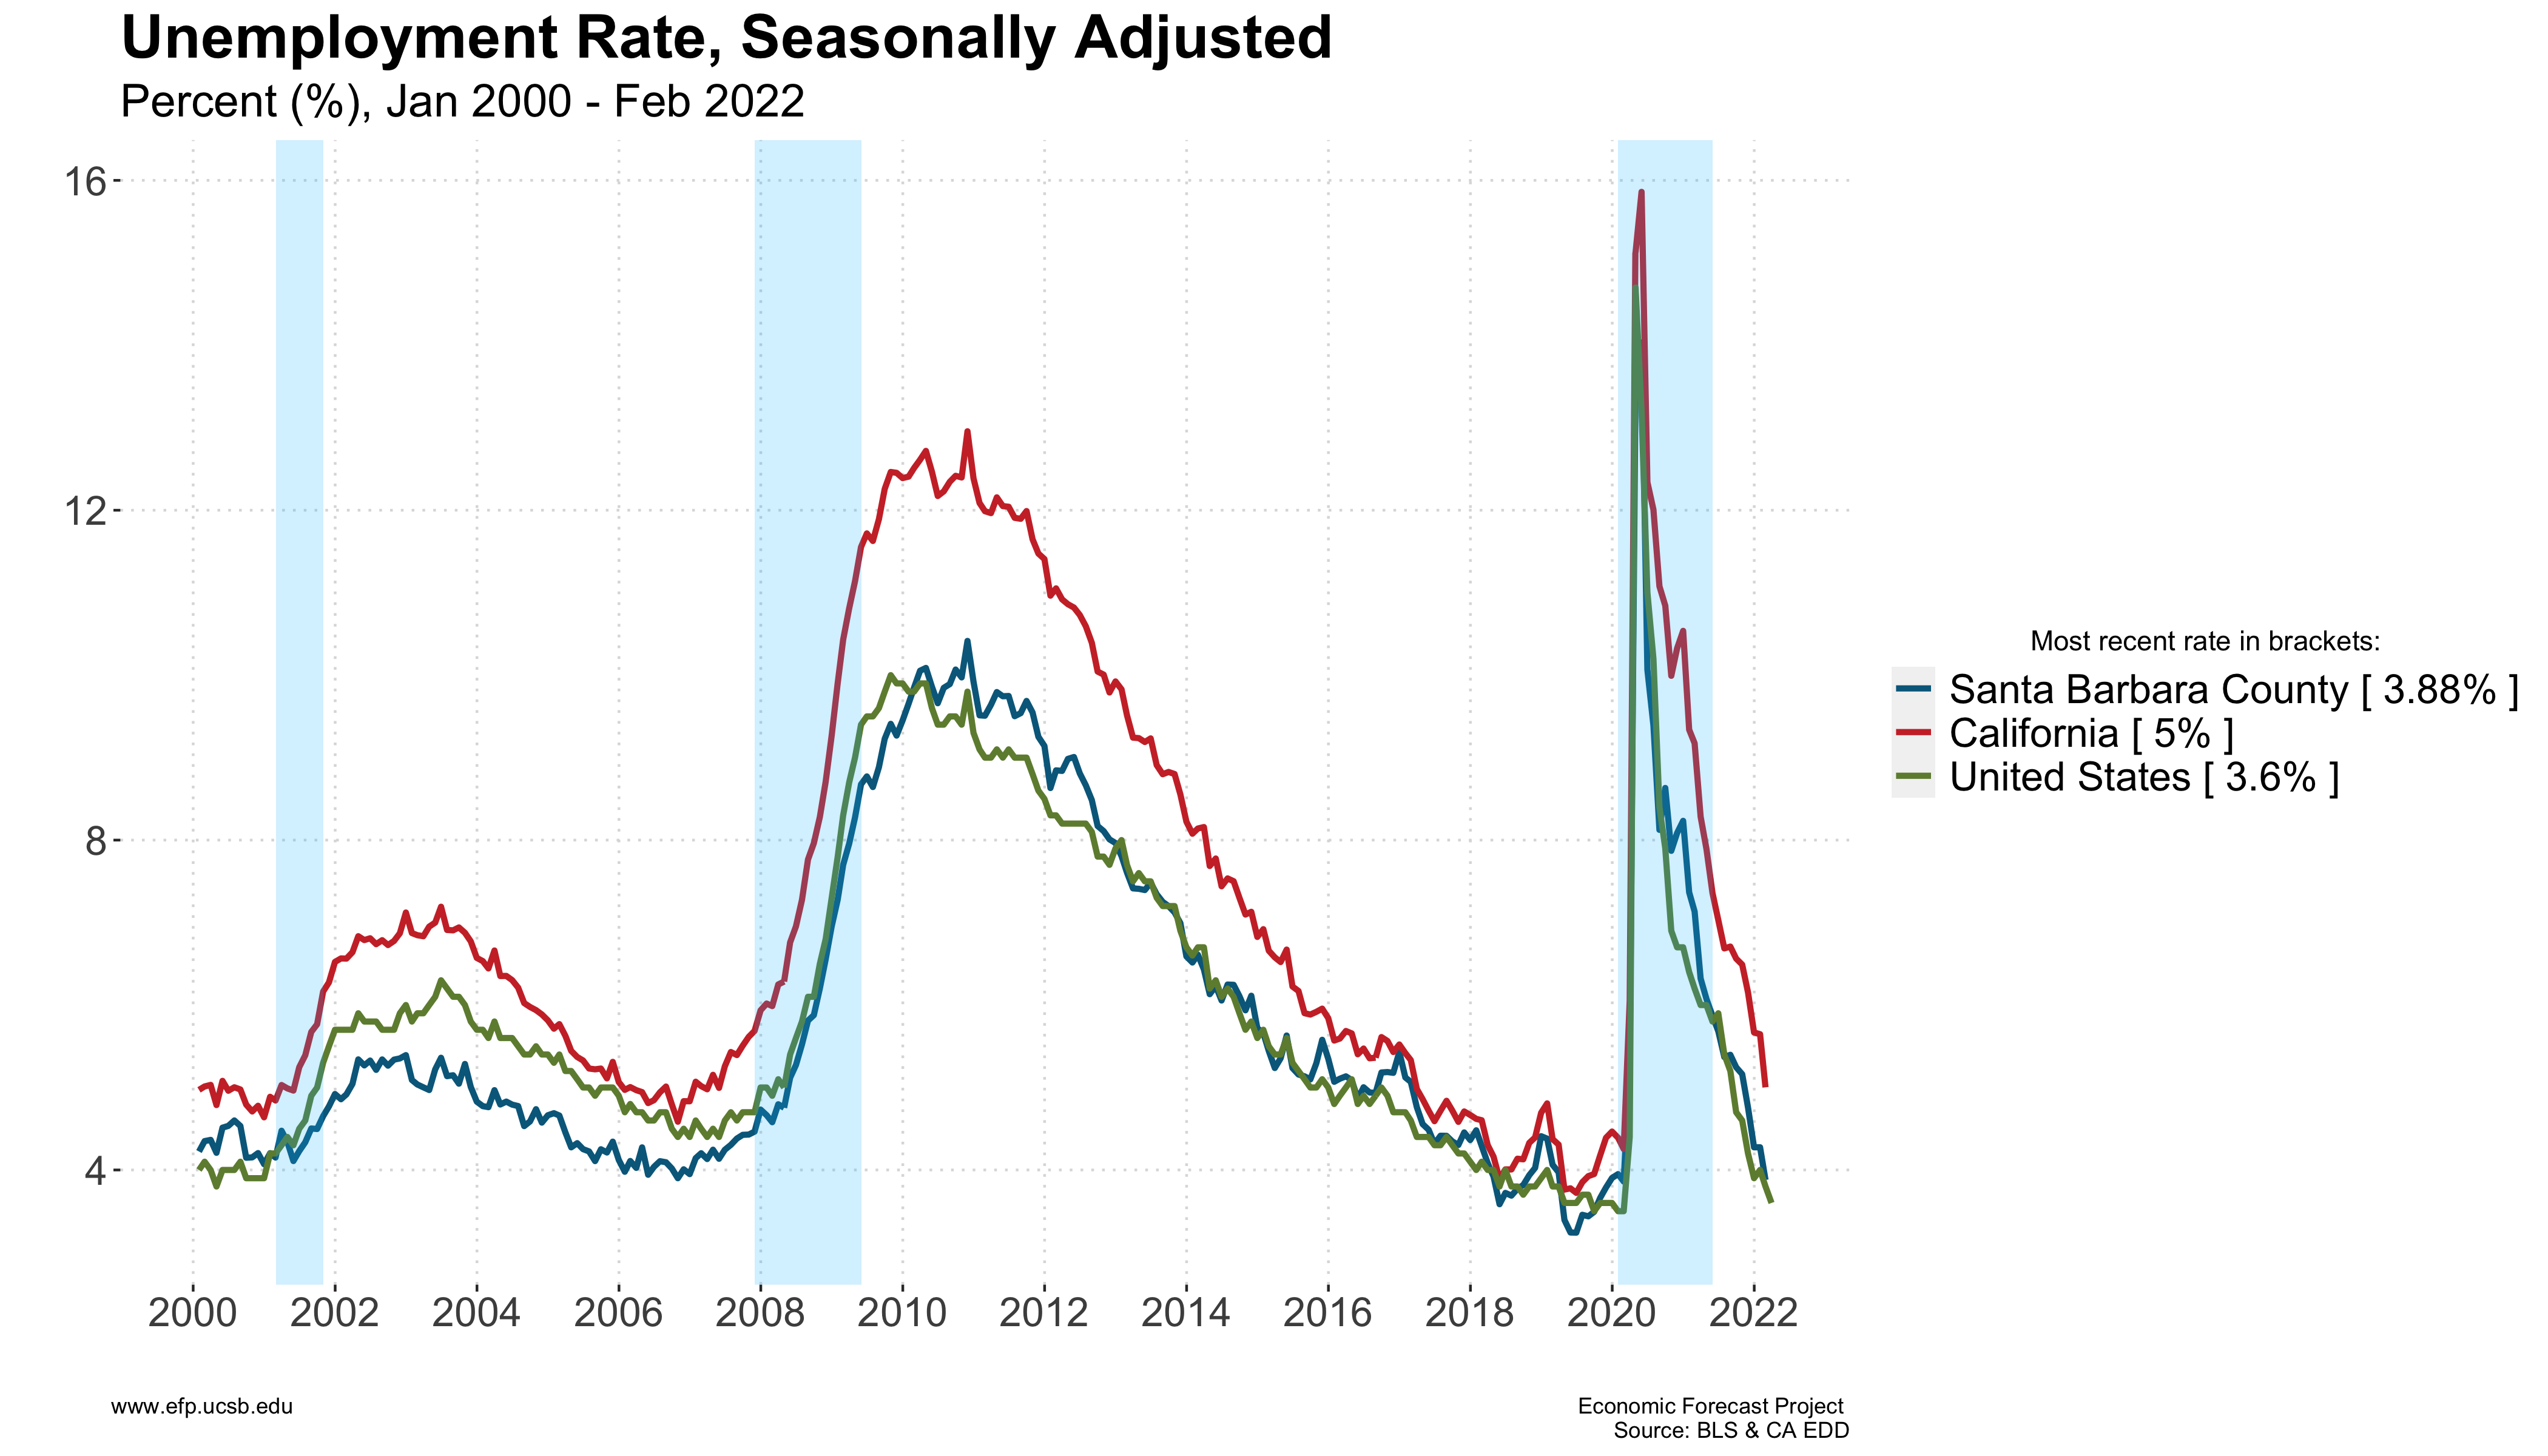 Unemployment Rate, Seasonally Adjusted
Percent (%), Jan 2000 - Feb 2022
16
12
8
4
2000 2002 2004 2006 2008 2010 2012 2014 2016 2018 2020 2022
Most recent rate in brackets:
Santa Barbara County [ 3.88% ]
California [ 5% ]
United States [ 3.6% ]
www.efp.ucsb.edu
Economic Forecast Project
Source: BLS & CA EDD